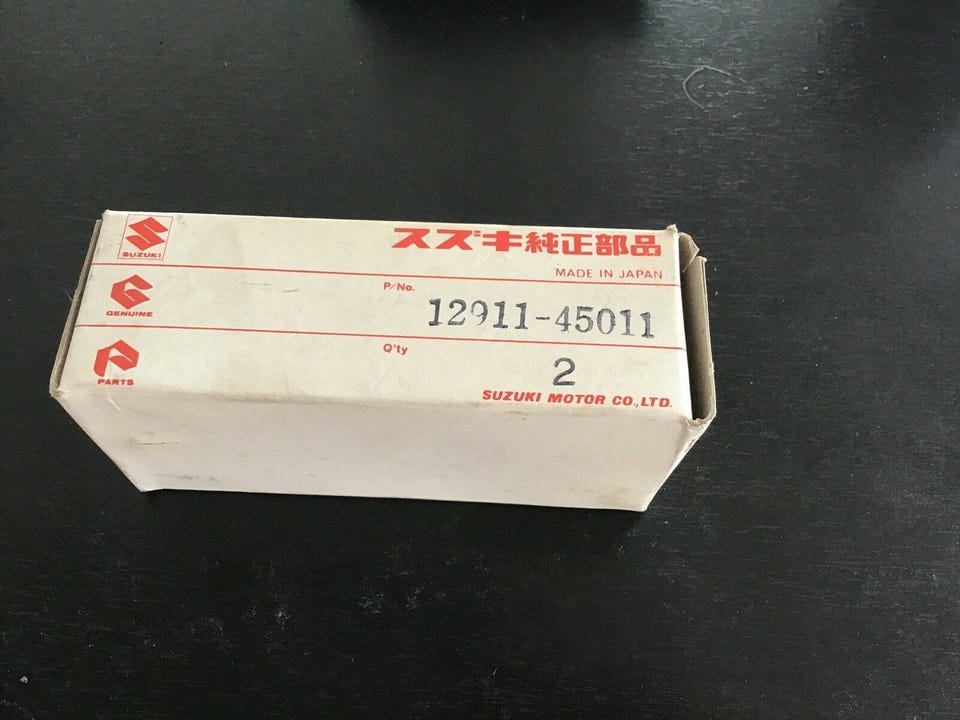 スズキ純正部品
SUZUKI
MADE IN JAPAN
GENUINE
P/No.
12911-45011
PARTS
Q'ty
2
SUZUKI MOTOR CO.,LTD.